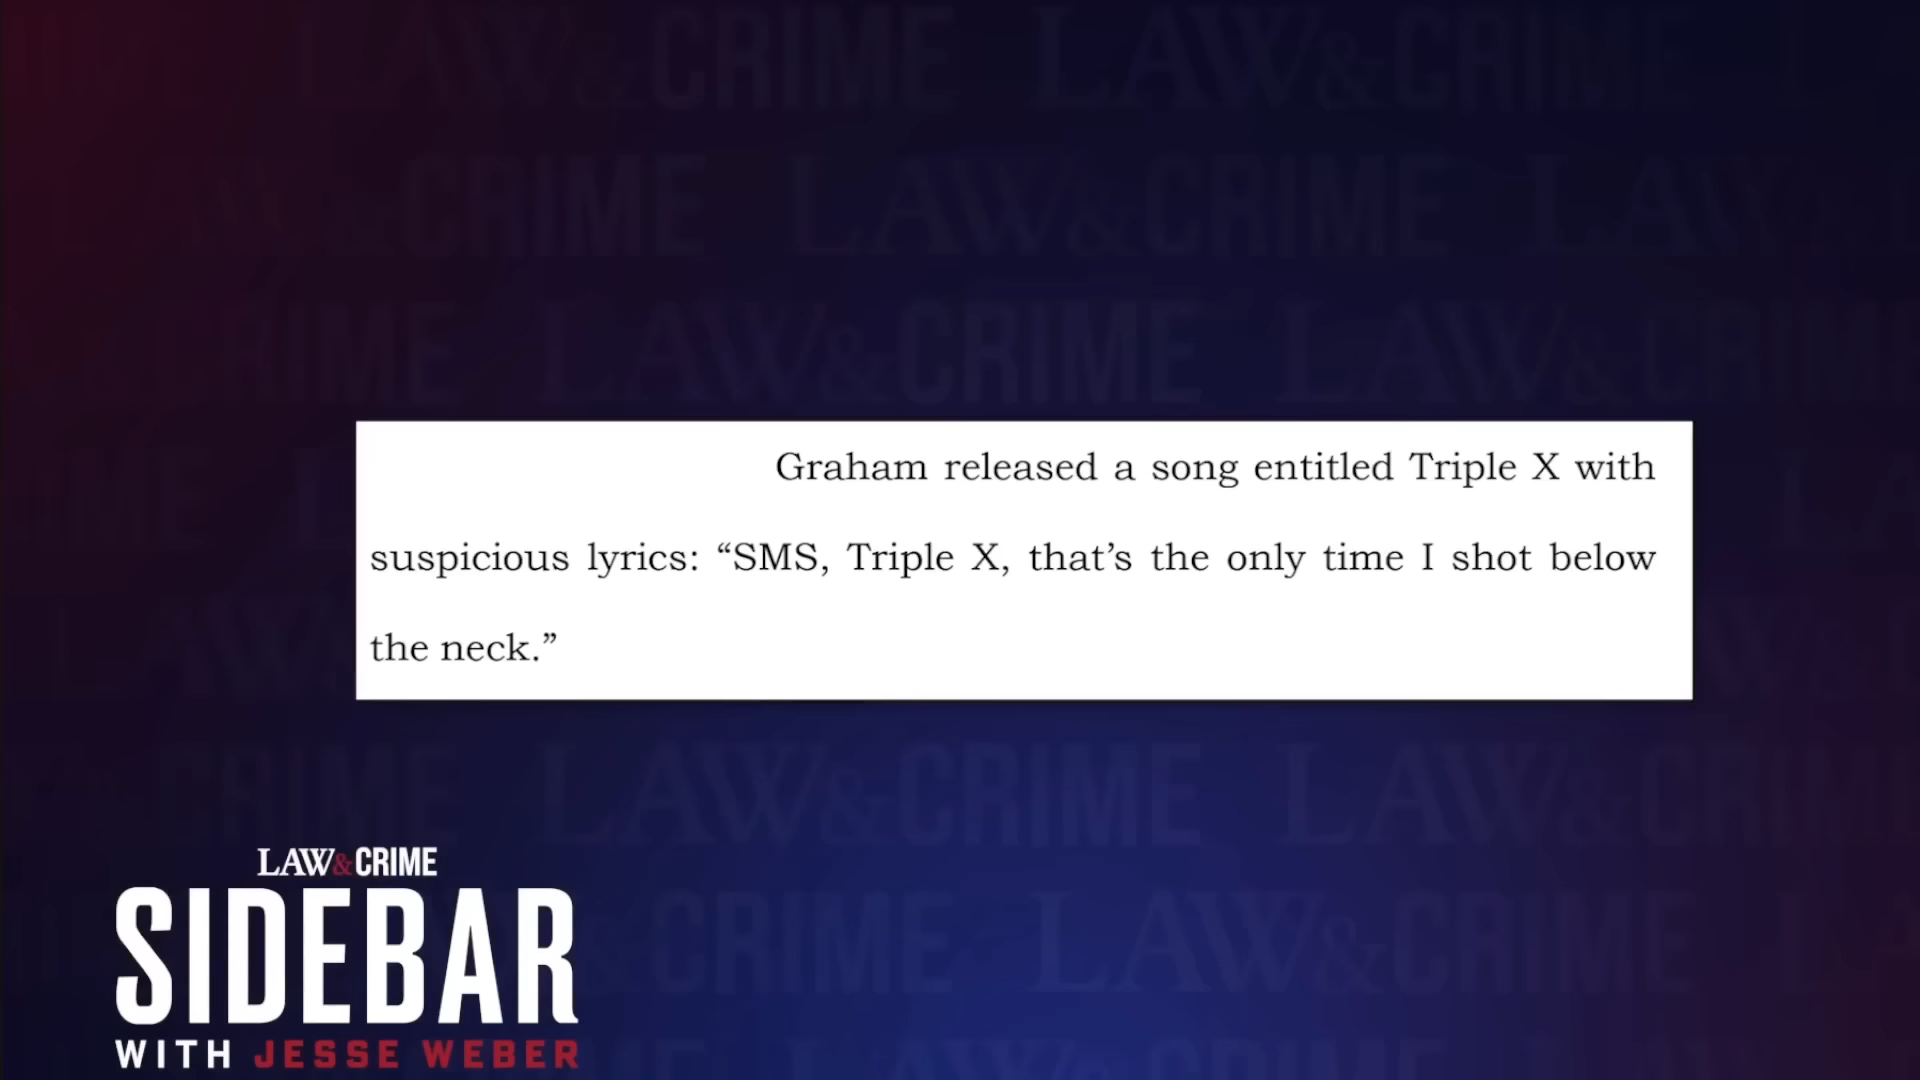 Graham released a song entitled Triple X with
suspicious lyrics: “SMS, Triple X, that’s the only time I shot below
the neck.”
LAW&CRIME
SIDEBAR
WITH JESSE WEBER